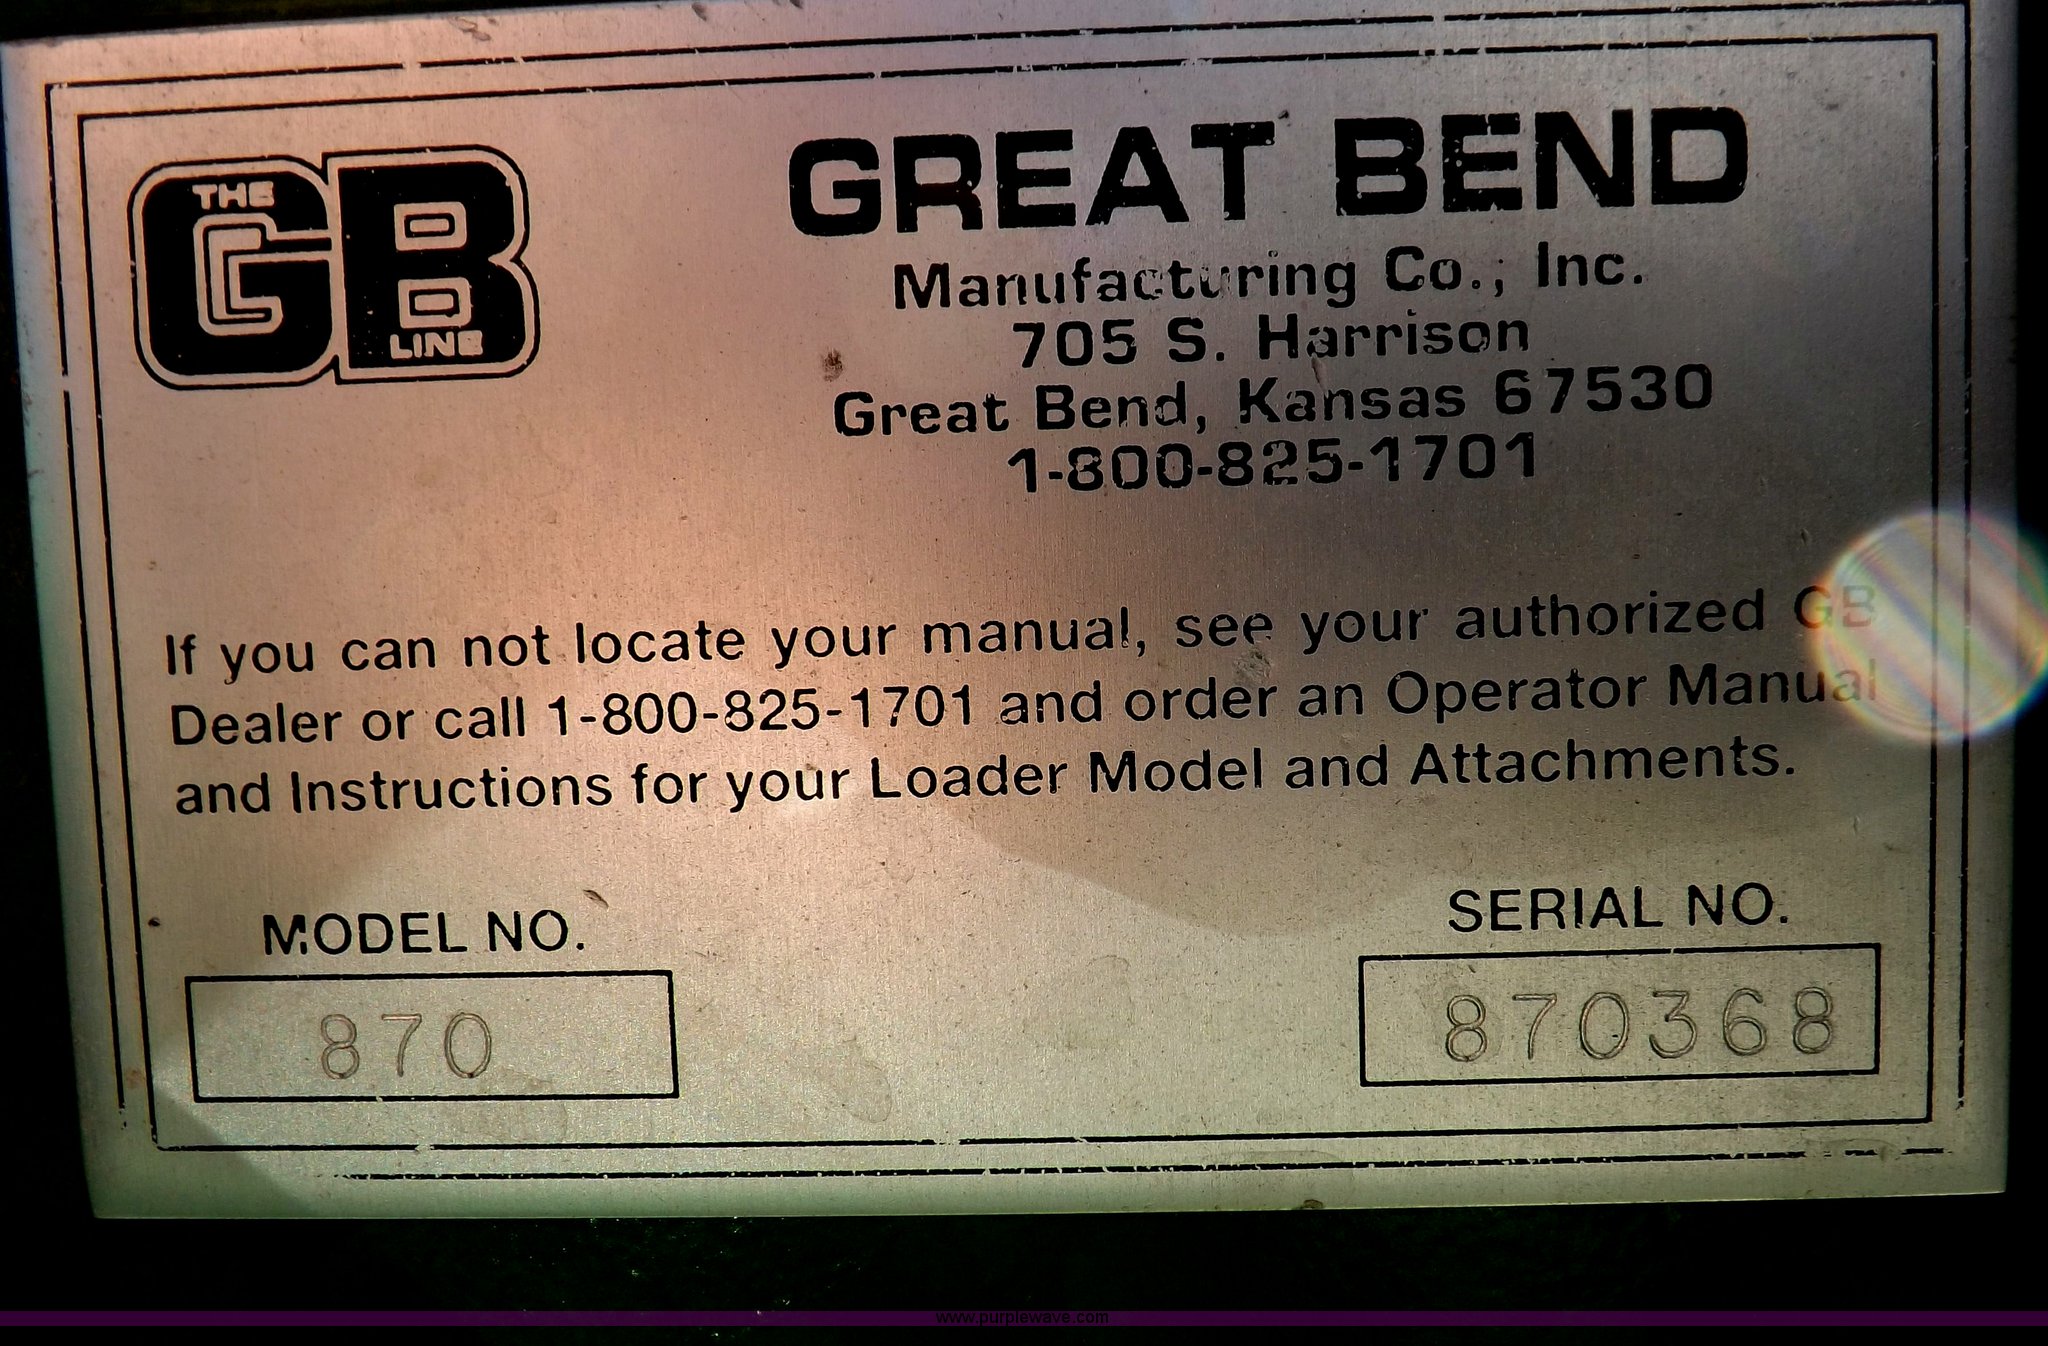 THE
GB
LINE
GREAT BEND
Manufacturing Co., Inc.
705 S. Harrison
Great Bend, Kansas 67530
1-800-825-1701
If you can not locate your manual, see your authorized GB
Dealer or call 1-800-825-1701 and order an Operator Manual
and Instructions for your Loader Model and Attachments.
MODEL NO.
870
SERIAL NO.
870368
www.purplewave.com